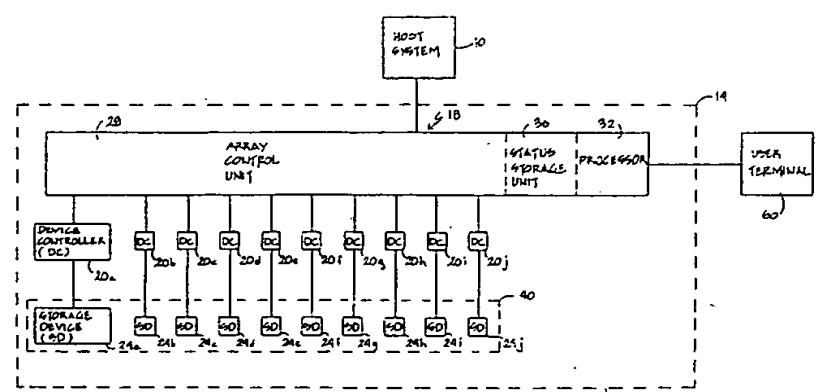 HOST
SYSTEM
10
14
28
18
30
32
ARRAY
CONTROL
UNIT
STATUS
STORAGE
UNIT
PROCESSOR
USER
TERMINAL
60
DEVICE
CONTROLLER
(DC)
20a
DC
20b
DC
20c
DC
20d
DC
20e
DC
20f
DC
20g
DC
20h
DC
20i
DC
20j
40
STORAGE
DEVICE
(SD)
24a
SD
24b
SD
24c
SD
24d
SD
24e
SD
24f
SD
24g
SD
24h
SD
24i
SD
24j